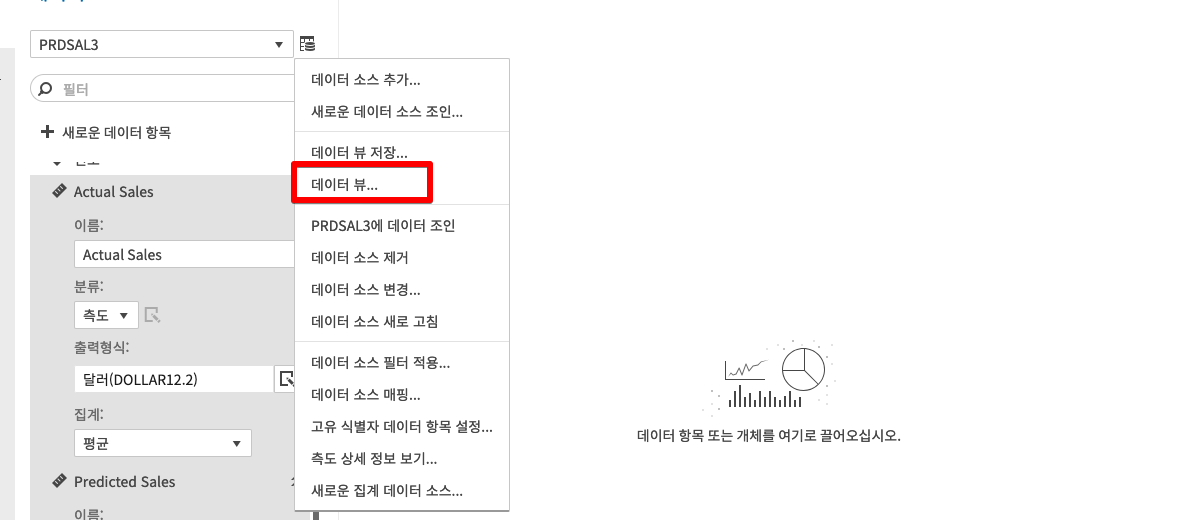 PRDSAL3
필터
새로운 데이터 항목
Actual Sales
이름:
Actual Sales
분류:
측도
출력형식:
달러(DOLLAR12.2)
집계:
평균
Predicted Sales
이름:
데이터 소스 추가...
새로운 데이터 소스 조인...
데이터 뷰 저장...
데이터 뷰...
PRDSAL3에 데이터 조인
데이터 소스 제거
데이터 소스 변경...
데이터 소스 새로 고침
데이터 소스 필터 적용...
데이터 소스 매핑...
고유 식별자 데이터 항목 설정...
측도 상세 정보 보기...
새로운 집계 데이터 소스...
데이터 항목 또는 개체를 여기로 끌어오십시오.